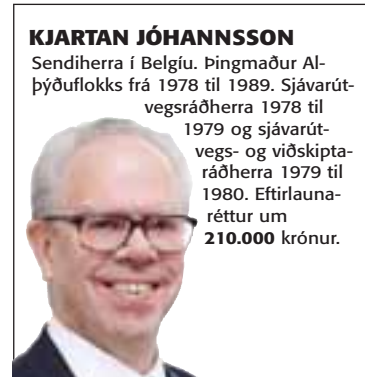 KJARTAN JÓHANNSSON
Sendiherra í Belgíu. Þingmaður Al-
þýðuflokks frá 1978 til 1989. Sjávarút-
vegsráðherra 1978 til
1979 og sjávarút-
vegs- og viðskipta-
ráðherra 1979 til
1980. Eftirlauna-
réttur um
210.000 krónur.